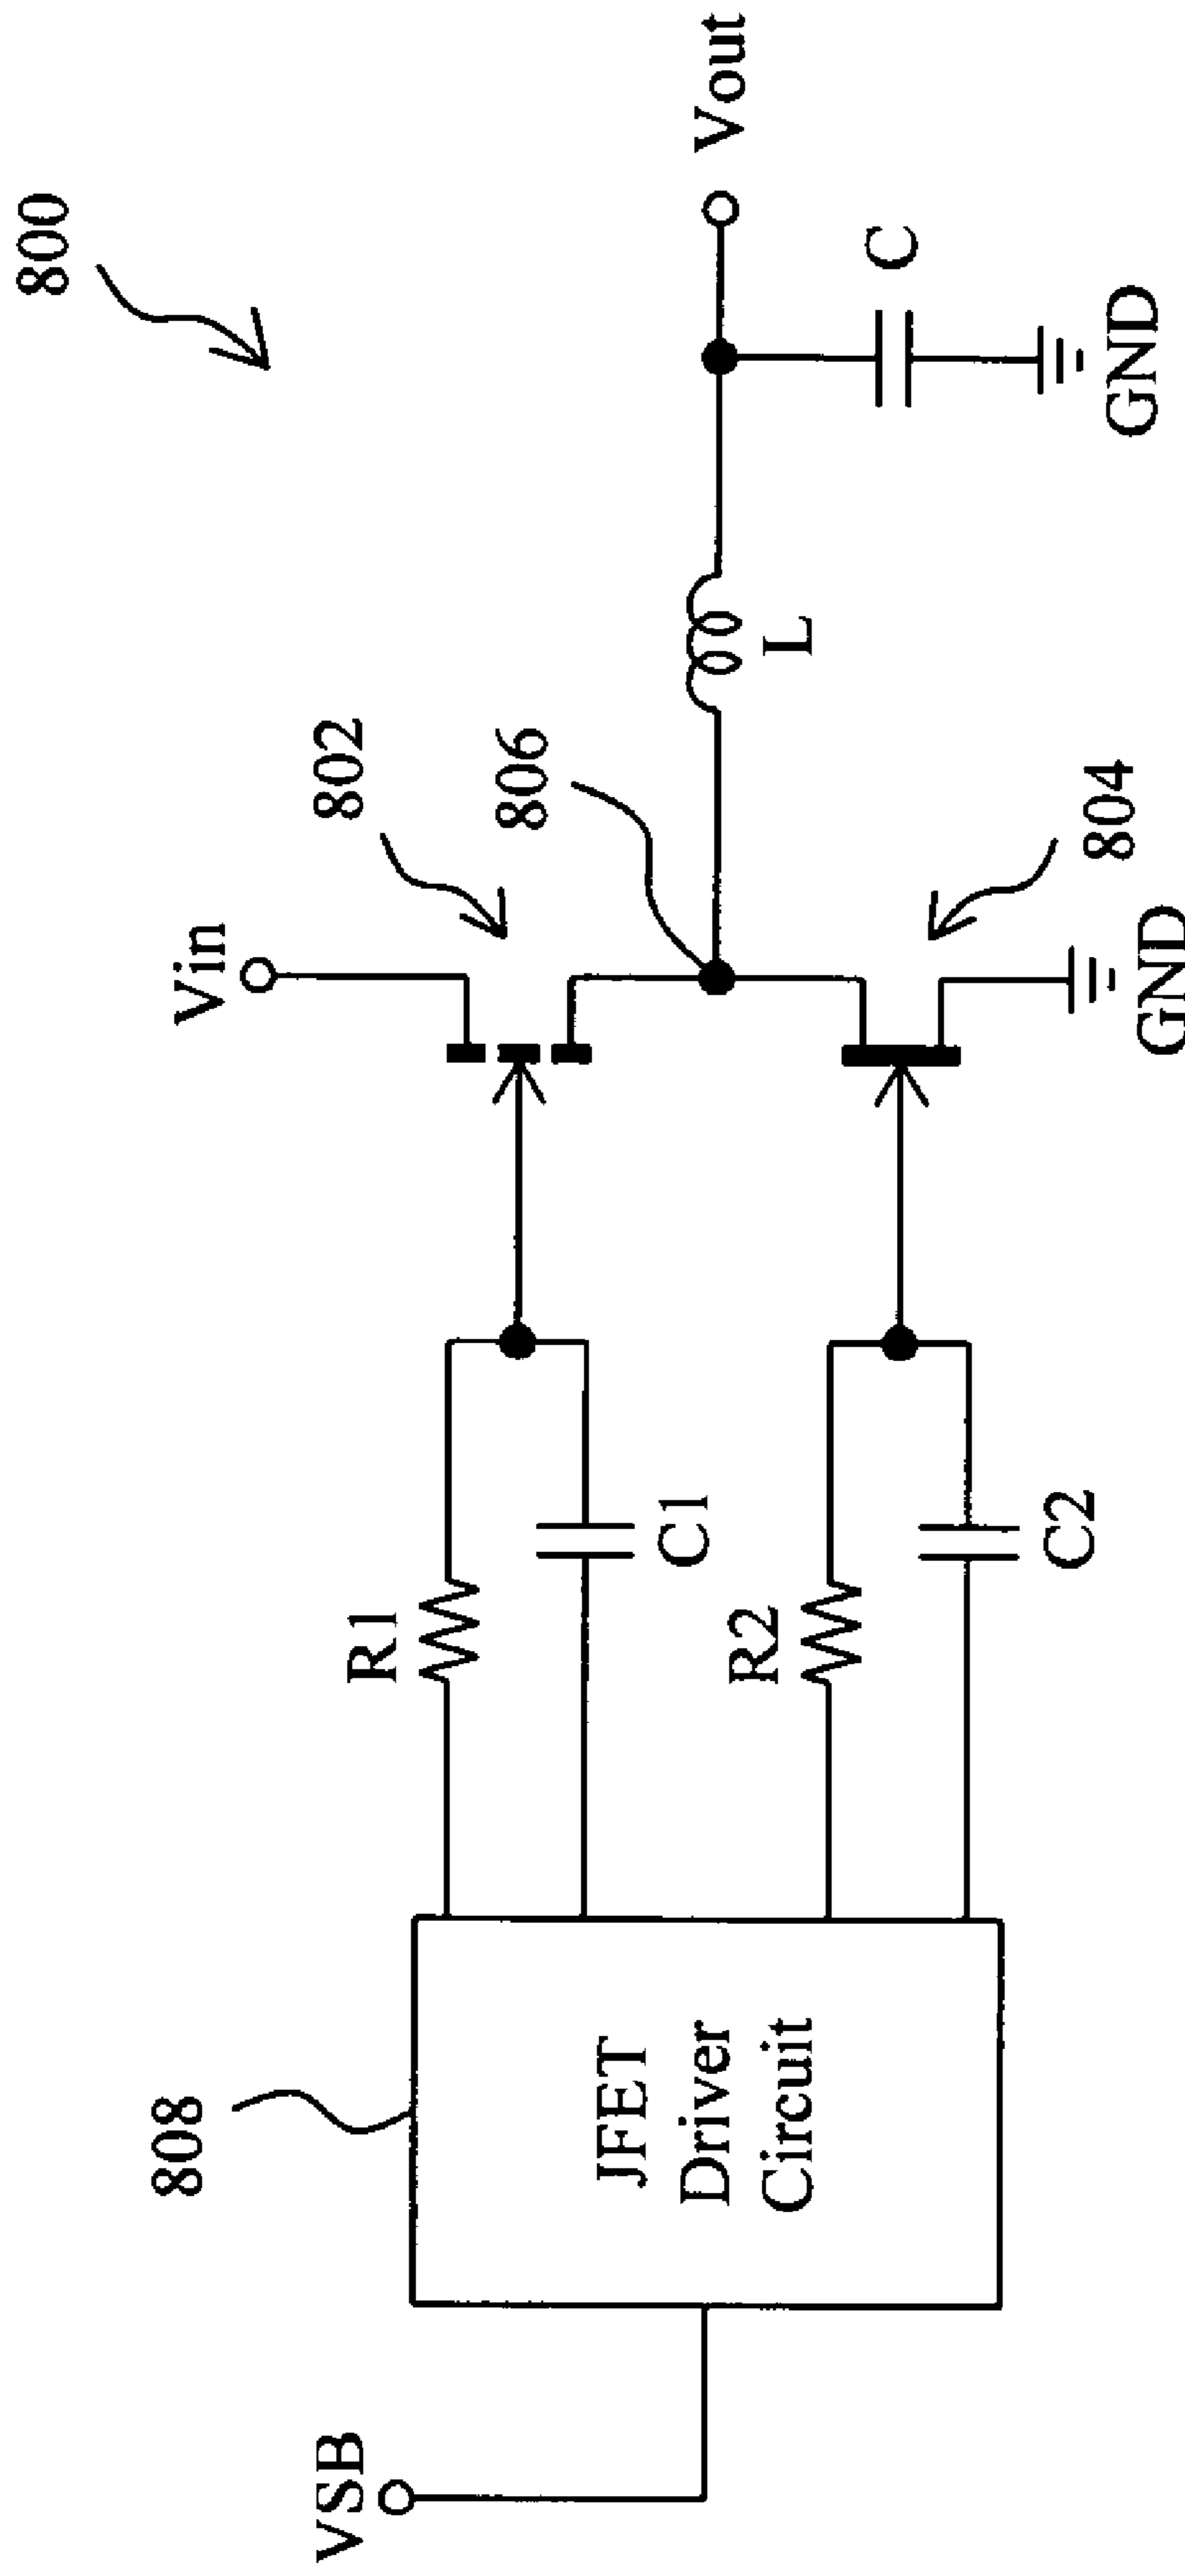 800
Vin
802
806
Vout
L
C
GND
804
GND
R1
C1
R2
C2
808
JFET
Driver
Circuit
VSB